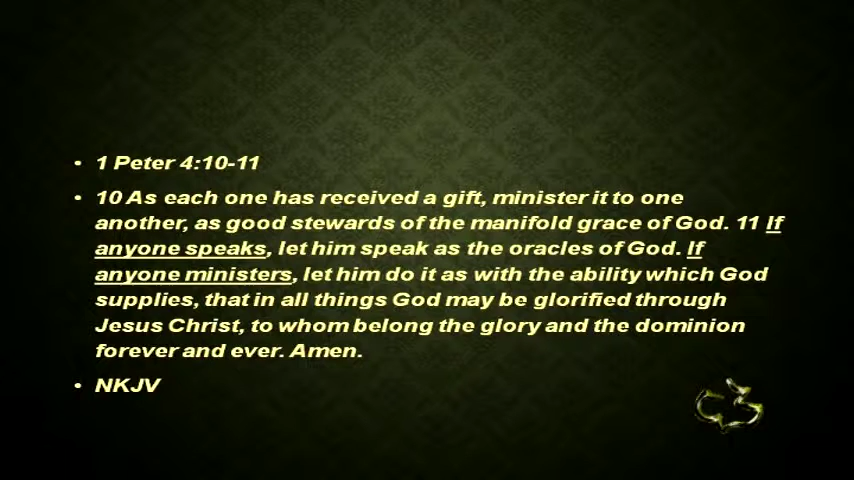 • 1 Peter 4:10-11
• 10 As each one has received a gift, minister it to one
another, as good stewards of the manifold grace of God. 11 If
anyone speaks, let him speak as the oracles of God. If
anyone ministers, let him do it as with the ability which God
supplies, that in all things God may be glorified through
Jesus Christ, to whom belong the glory and the dominion
forever and ever. Amen.
• NKJV